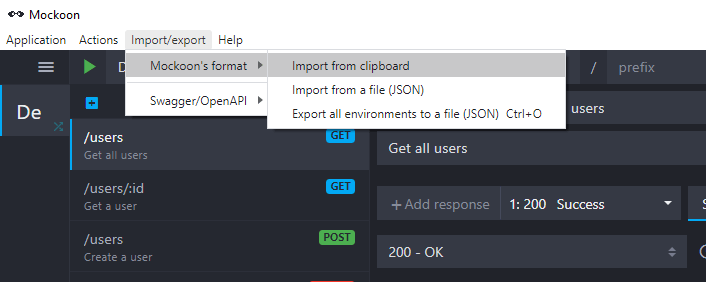 Mockoon
Application Actions Import/export Help
Mockoon's format
Swagger/OpenAPI
Import from clipboard
Import from a file (JSON)
Export all environments to a file (JSON) Ctrl+O
D
/ prefix
De
/users GET
Get all users
/users/:id GET
Get a user
/users POST
Create a user
users
Get all users
+Add response 1: 200 Success S
200 - OK